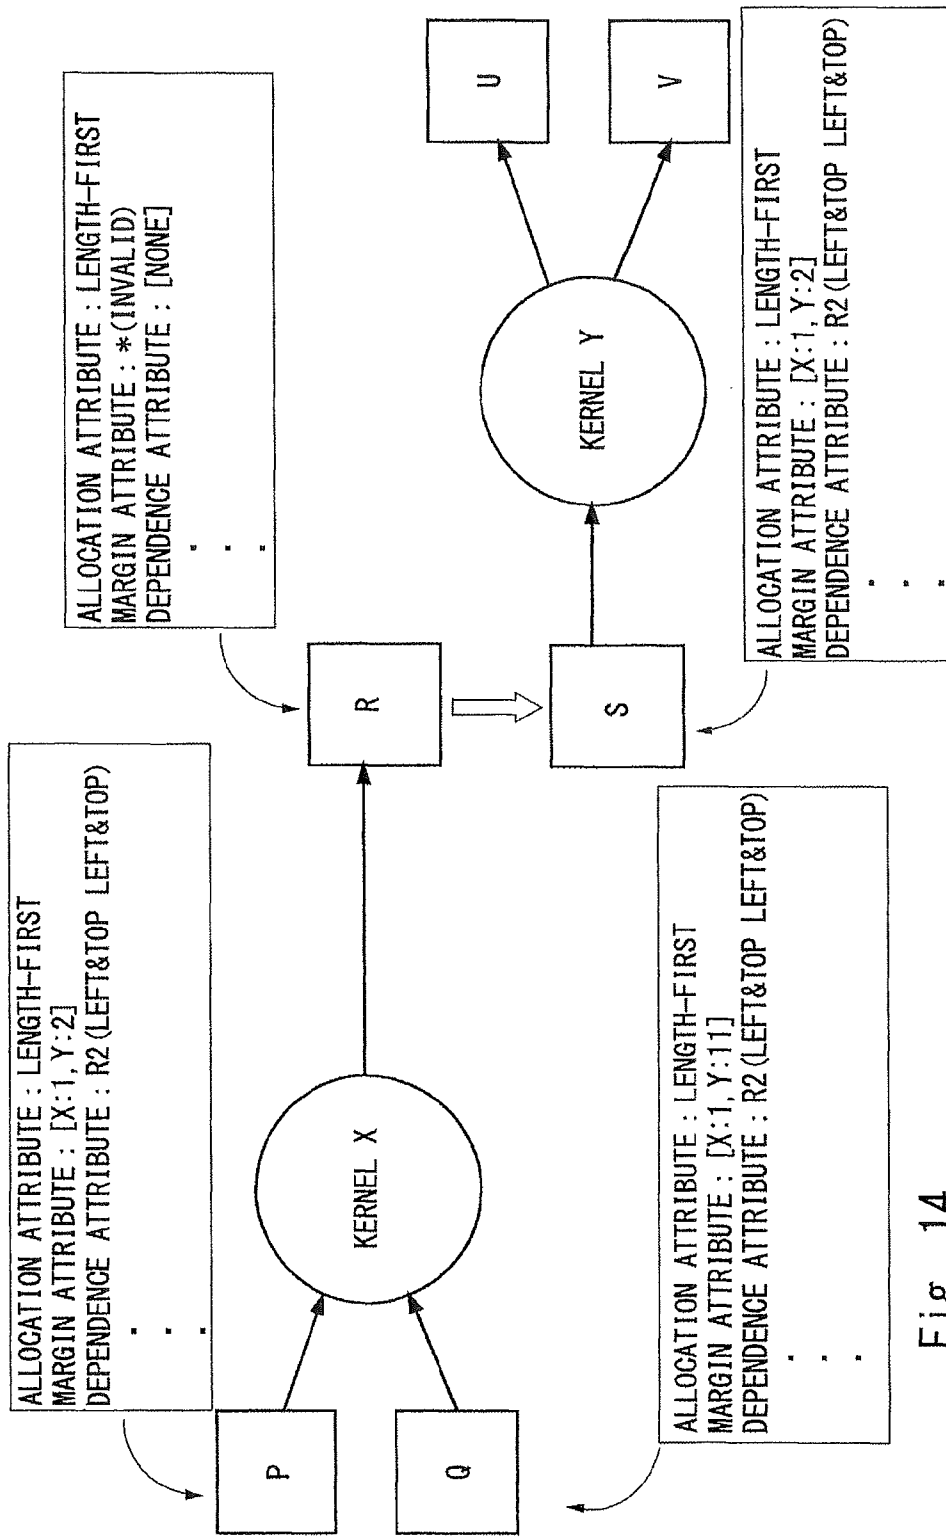 ALLOCATION ATTRIBUTE : LENGTH-FIRST
MARGIN ATTRIBUTE : [X:1, Y:2]
DEPENDENCE ATTRIBUTE : R2(LEFT&TOP LEFT&TOP)
. . .
ALLOCATION ATTRIBUTE : LENGTH-FIRST
MARGIN ATTRIBUTE : *(INVALID)
DEPENDENCE ATTRIBUTE : [NONE]
. . .
P
Q
KERNEL X
R
S
KERNEL Y
U
V
ALLOCATION ATTRIBUTE : LENGTH-FIRST
MARGIN ATTRIBUTE : [X:1, Y:11]
DEPENDENCE ATTRIBUTE : R2(LEFT&TOP LEFT&TOP)
. . .
ALLOCATION ATTRIBUTE : LENGTH-FIRST
MARGIN ATTRIBUTE : [X:1, Y:2]
DEPENDENCE ATTRIBUTE : R2(LEFT&TOP LEFT&TOP)
. . .
Fig. 14